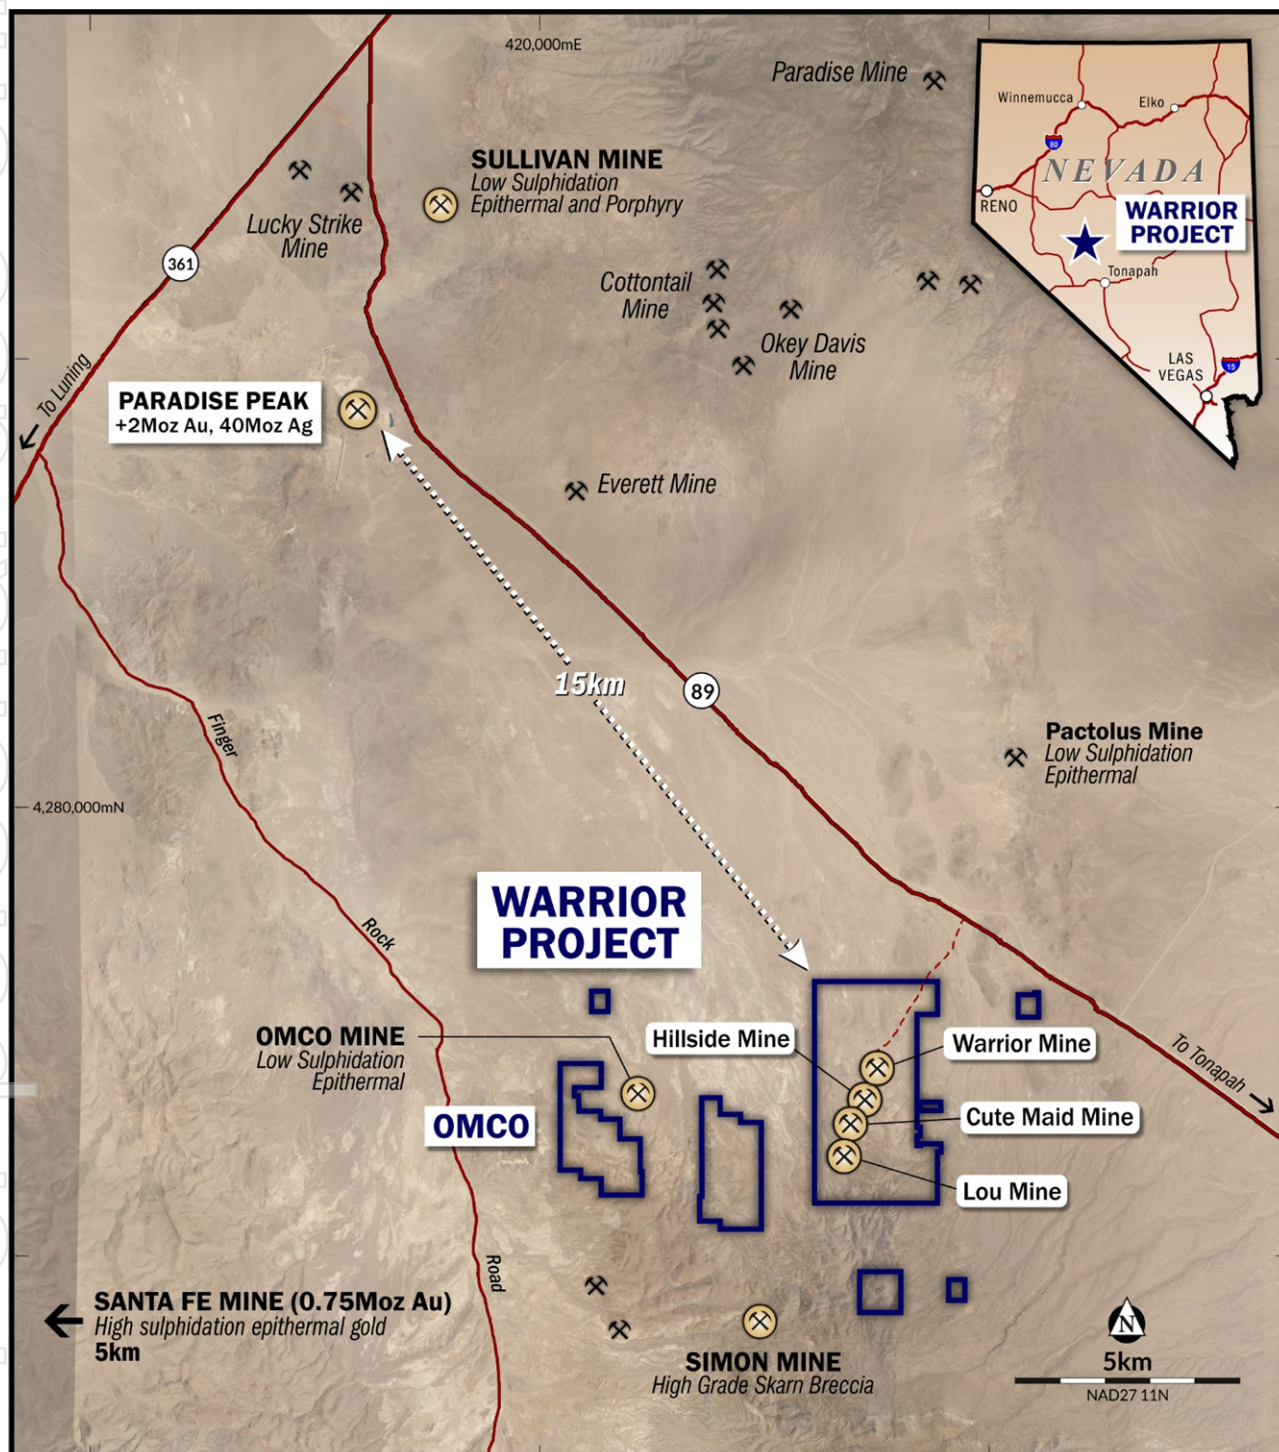 420,000mE
Paradise Mine
Winnemucca
Elko
80
NEVADA
RENO
WARRIOR
PROJECT
Tonapah
LAS
VEGAS
15
SULLIVAN MINE
Low Sulphidation
Epithermal and Porphyry
Lucky Strike
Mine
361
Cottontail
Mine
Okey Davis
Mine
To Luning
PARADISE PEAK
+2Moz Au, 40Moz Ag
Everett Mine
15km
89
Finger
Pactolus Mine
Low Sulphidation
Epithermal
4,280,000mN
WARRIOR
PROJECT
Rock
OMCO MINE
Low Sulphidation
Epithermal
Hillside Mine
Warrior Mine
To Tonapah
OMCO
Cute Maid Mine
Lou Mine
Road
SANTA FE MINE (0.75Moz Au)
High sulphidation epithermal gold
5km
SIMON MINE
High Grade Skarn Breccia
N
5km
NAD27 11N